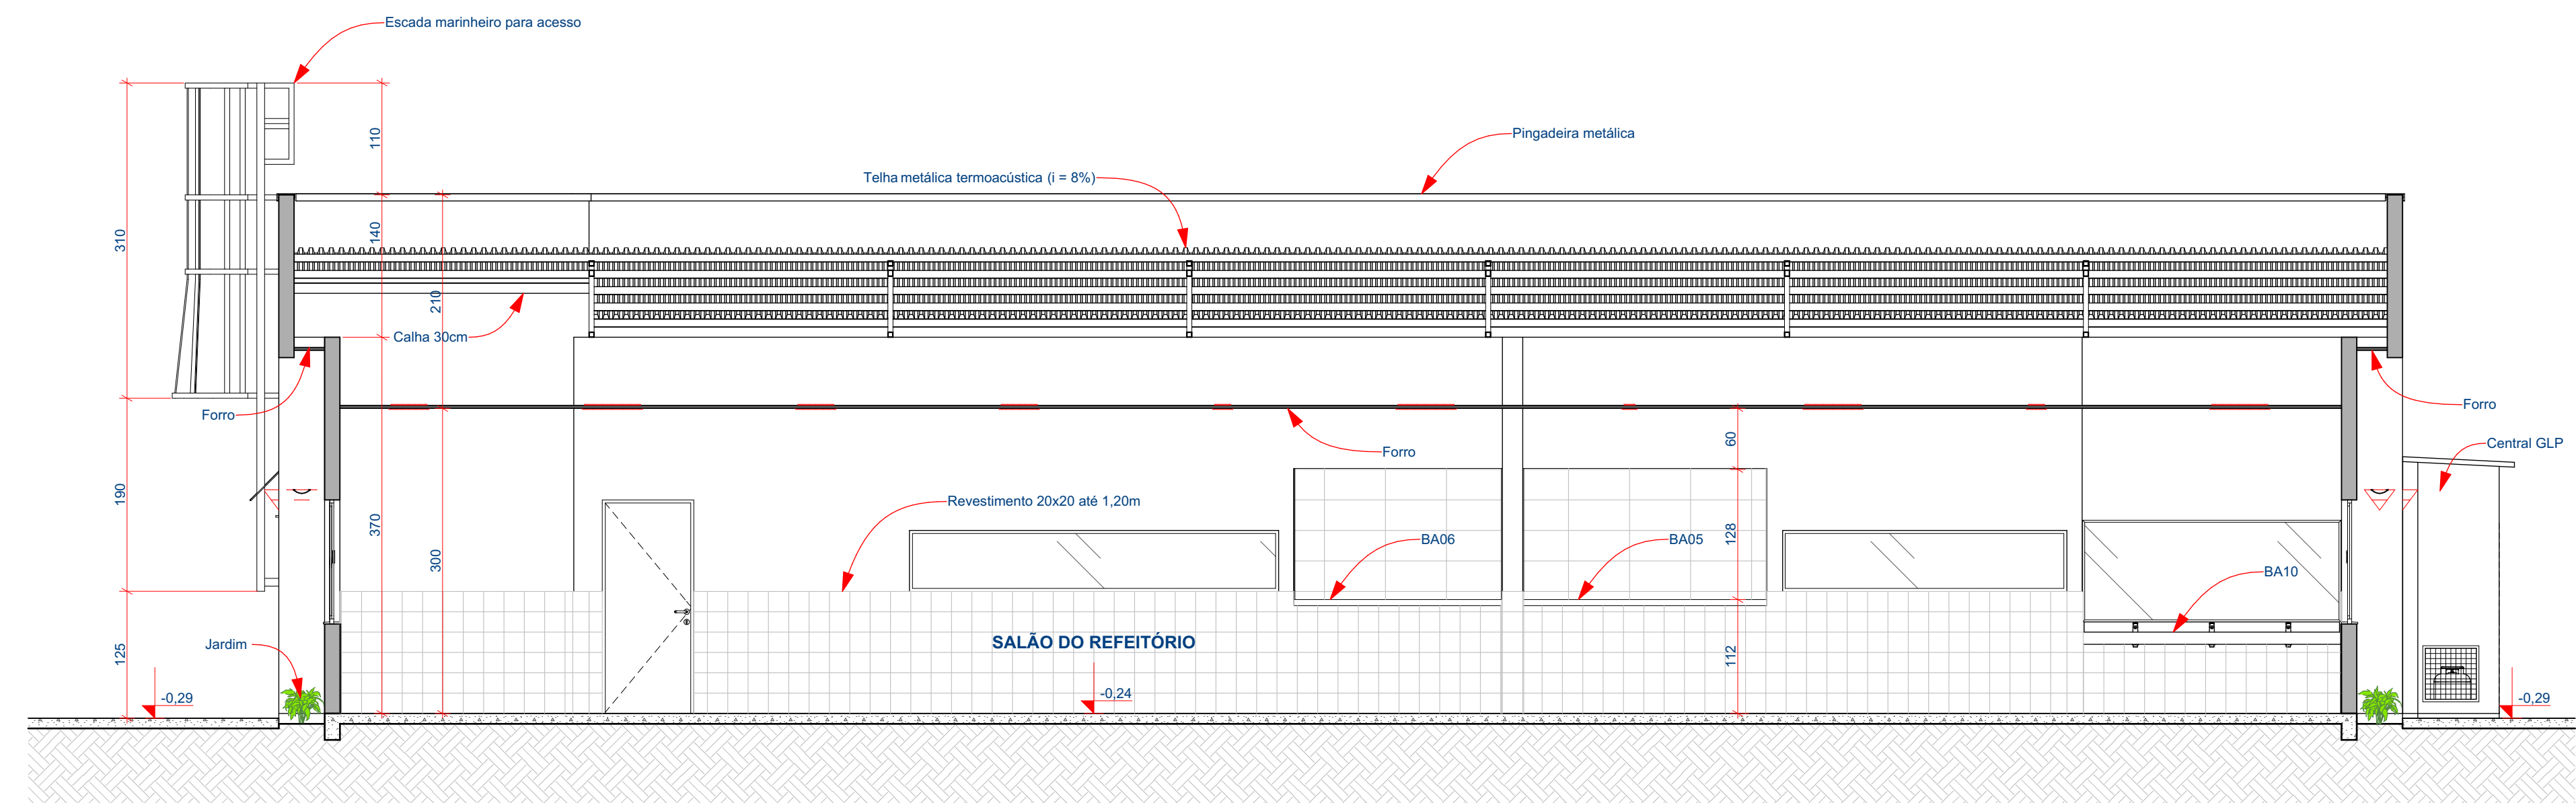 Escada marinheiro para acesso
110
Pingadeira metálica
Telha metálica termoacústica (i = 8%)
310
140
210
Calha 30cm
Forro
Forro
Forro
60
Central GLP
190
370
300
Revestimento 20x20 até 1,20m
BA06
BA05
128
BA10
125
Jardim
SALÃO DO REFEITÓRIO
112
-0,29
-0,24
-0,29